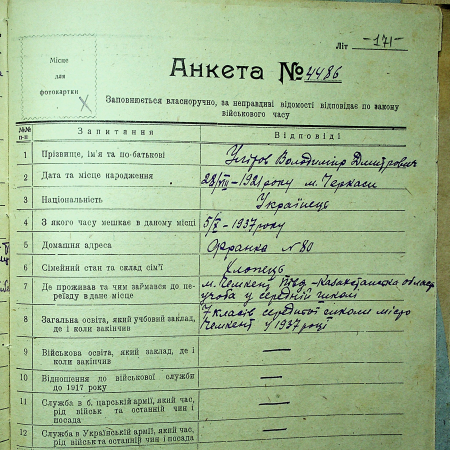 Літ —171—
Місце
для
фотокартки
Анкета № 4486
Заповнюється власноручно, за неправдиві відомості відповідає по закону
військового часу
№№ п-п Запитання Відповіді
1 Прізвище, ім'я та по-батькові Володимир Дмитрович
2 Дата та місце народження 28/VII – 1921 року м. Черкаси
3 Національність Українець
4 З якого часу мешкає в даному місці 5/X – 1937 року
5 Домашня адреса Франка N 80
6 Сімейний стан та склад сім'ї Хлопець
7 Де проживав та чим займався до пе-
реїзду в дане місце
м. Чемкент -Казахстанська
учоба у середній школі
8 Загальна освіта, який учбовий заклад,
де і коли закінчив
7 класів середньої школи місто
Чемкент у 1937 році
9 Військова освіта, який заклад, де і
коли закінчив —
10 Відношення до військової служби
до 1917 року —
11 Служба в б. царській армії, який час,
рід військ та останній чин і
посада —
12 Служба в Українській армії, який час,
рід військ та останній чин і посада —